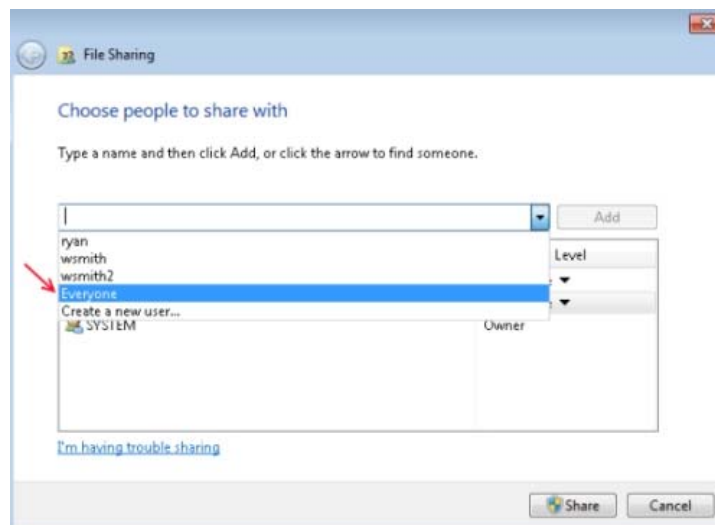 File Sharing
Choose people to share with
Type a name and then click Add, or click the arrow to find someone.
Add
ryan
wsmith
wsmith2
Everyone
Create a new user...
Level
SYSTEM
Owner
I'm having trouble sharing
Share
Cancel